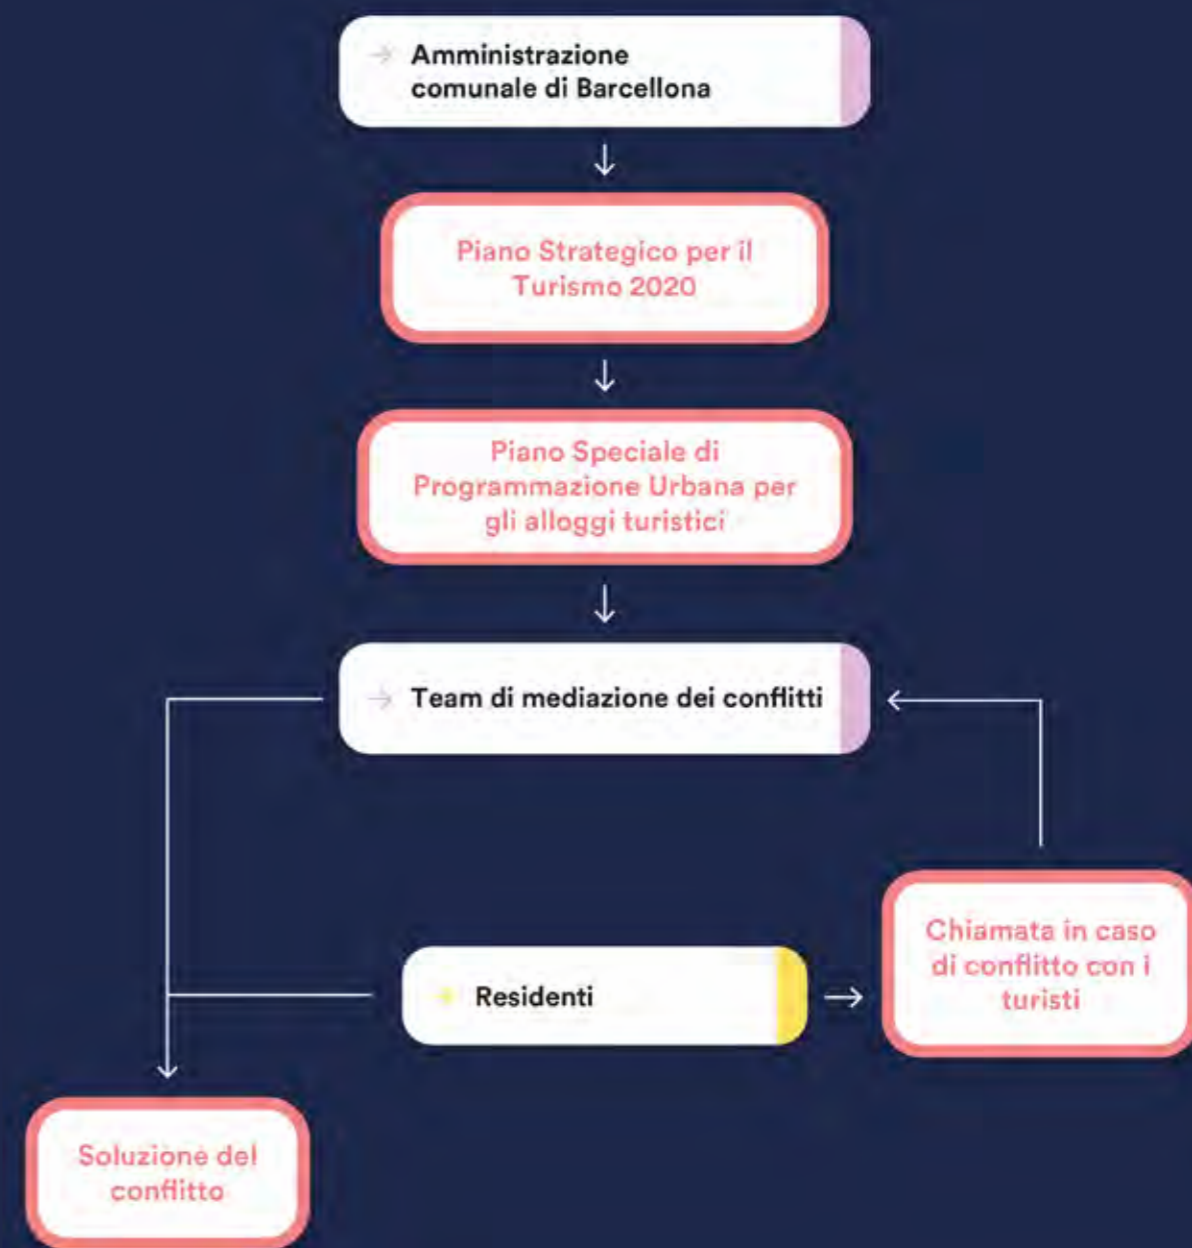 Amministrazione
comunale di Barcellona
Piano Strategico per il
Turismo 2020
Piano Speciale di
Programmazione Urbana per
gli alloggi turistici
Team di mediazione dei conflitti
Chiamata in caso
di conflitto con i
turisti
Residenti
Soluzione del
conflitto